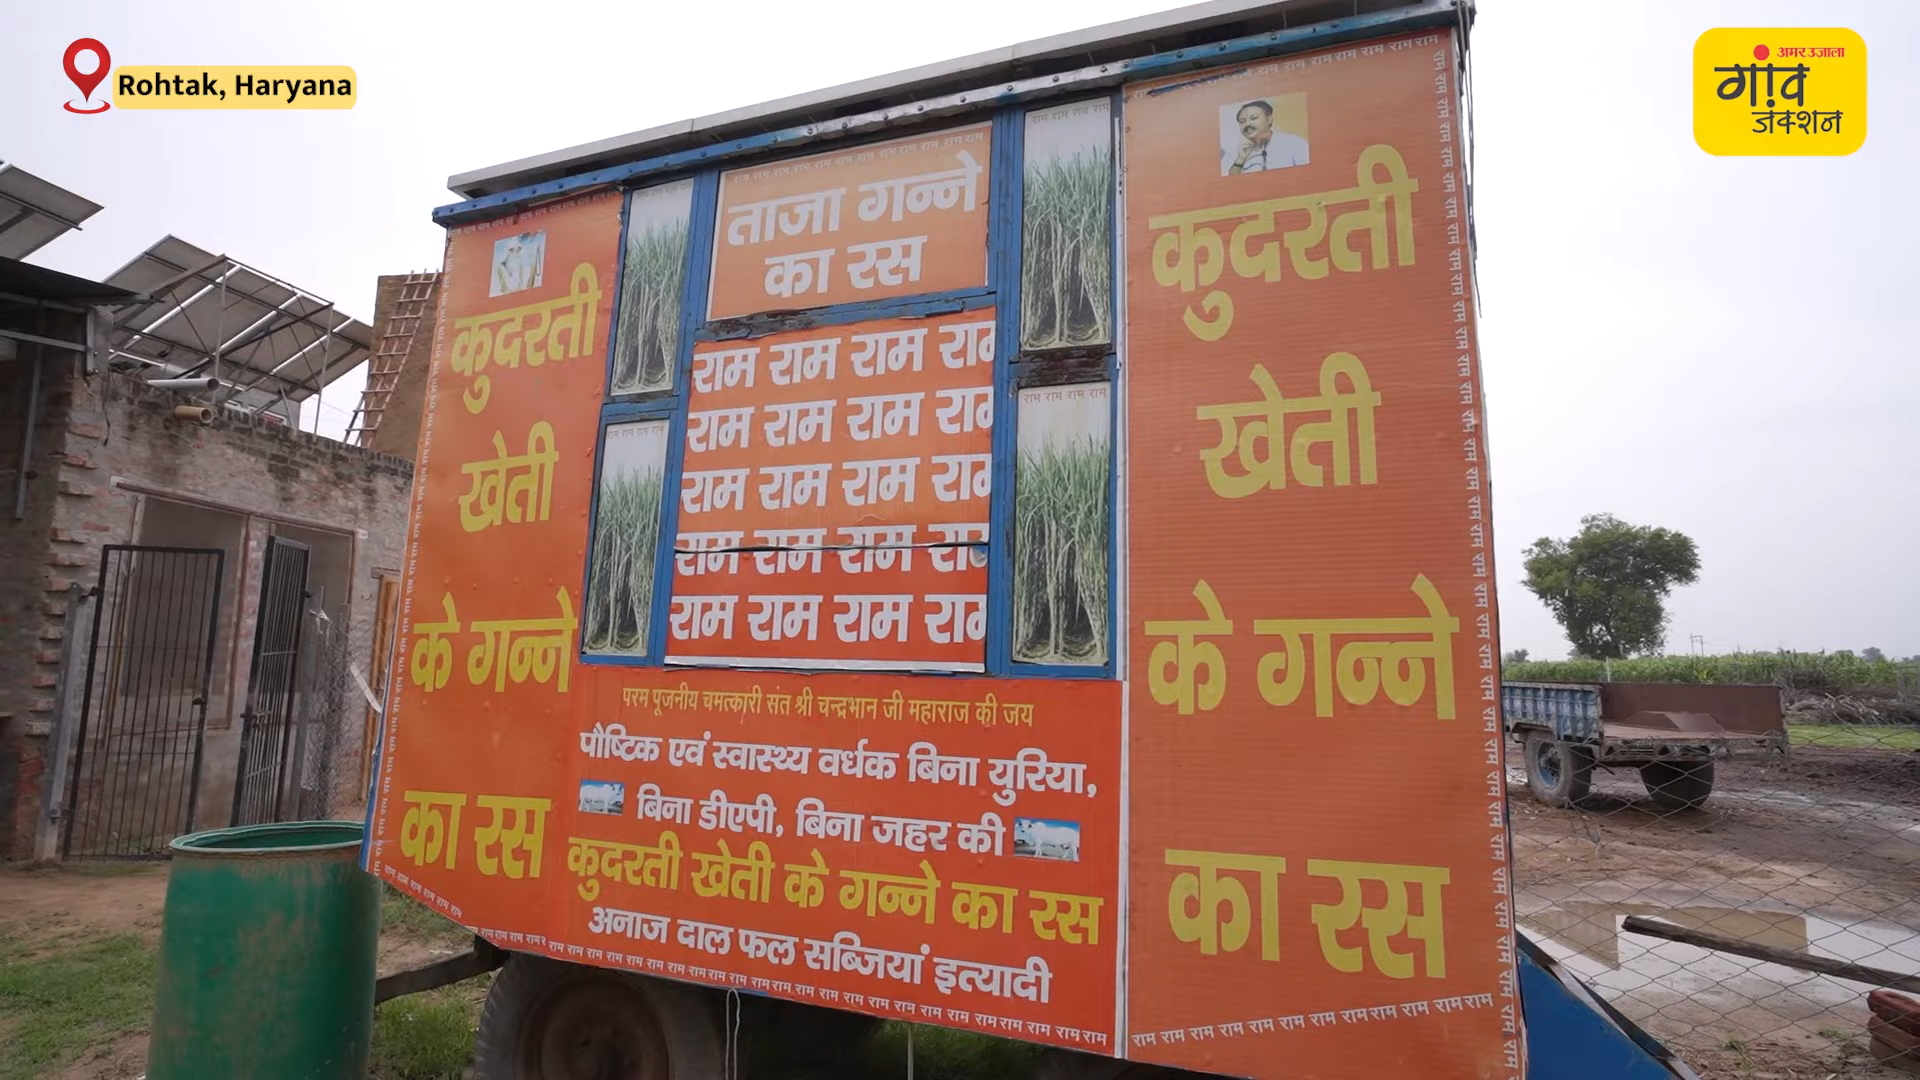 Rohtak, Haryana
अमर उजाला
गांव
जंक्शन
ताजा गन्ने
का रस
राम राम राम राम
राम राम राम राम
राम राम राम राम
राम राम राम राम
राम राम राम राम
कुदरती
खेती
के गन्ने
का रस
परम पूजनीय चमत्कारी संत श्री चन्द्रभान जी महाराज की जय
पौष्टिक एवं स्वास्थ्य वर्धक बिना युरिया,
बिना डीएपी, बिना जहर की
कुदरती खेती के गन्ने का रस
अनाज दाल फल सब्जियां इत्यादी
कुदरती
खेती
के गन्ने
का रस
राम राम राम राम राम राम राम राम राम राम राम राम